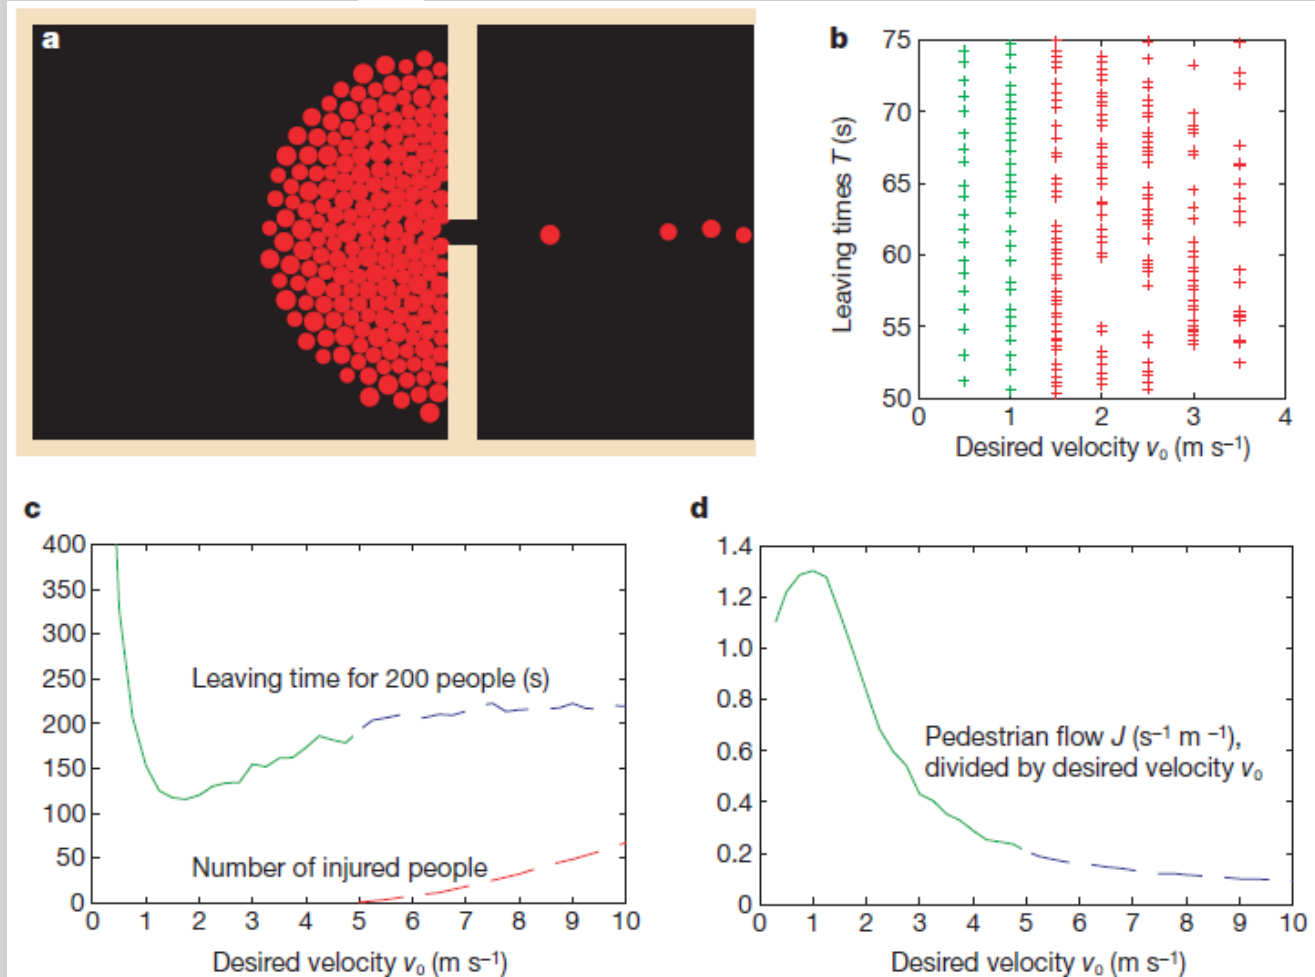 a
b
75
70
65
60
55
50
Leaving times T (s)
0 1 2 3 4
Desired velocity v₀ (m s⁻¹)
c
400
350
300
250
200
150
100
50
0
Leaving time for 200 people (s)
Number of injured people
0 1 2 3 4 5 6 7 8 9 10
Desired velocity v₀ (m s⁻¹)
d
1.4
1.2
1.0
0.8
0.6
0.4
0.2
0
Pedestrian flow J (s⁻¹ m ⁻¹),
divided by desired velocity v₀
0 1 2 3 4 5 6 7 8 9 10
Desired velocity v₀ (m s⁻¹)